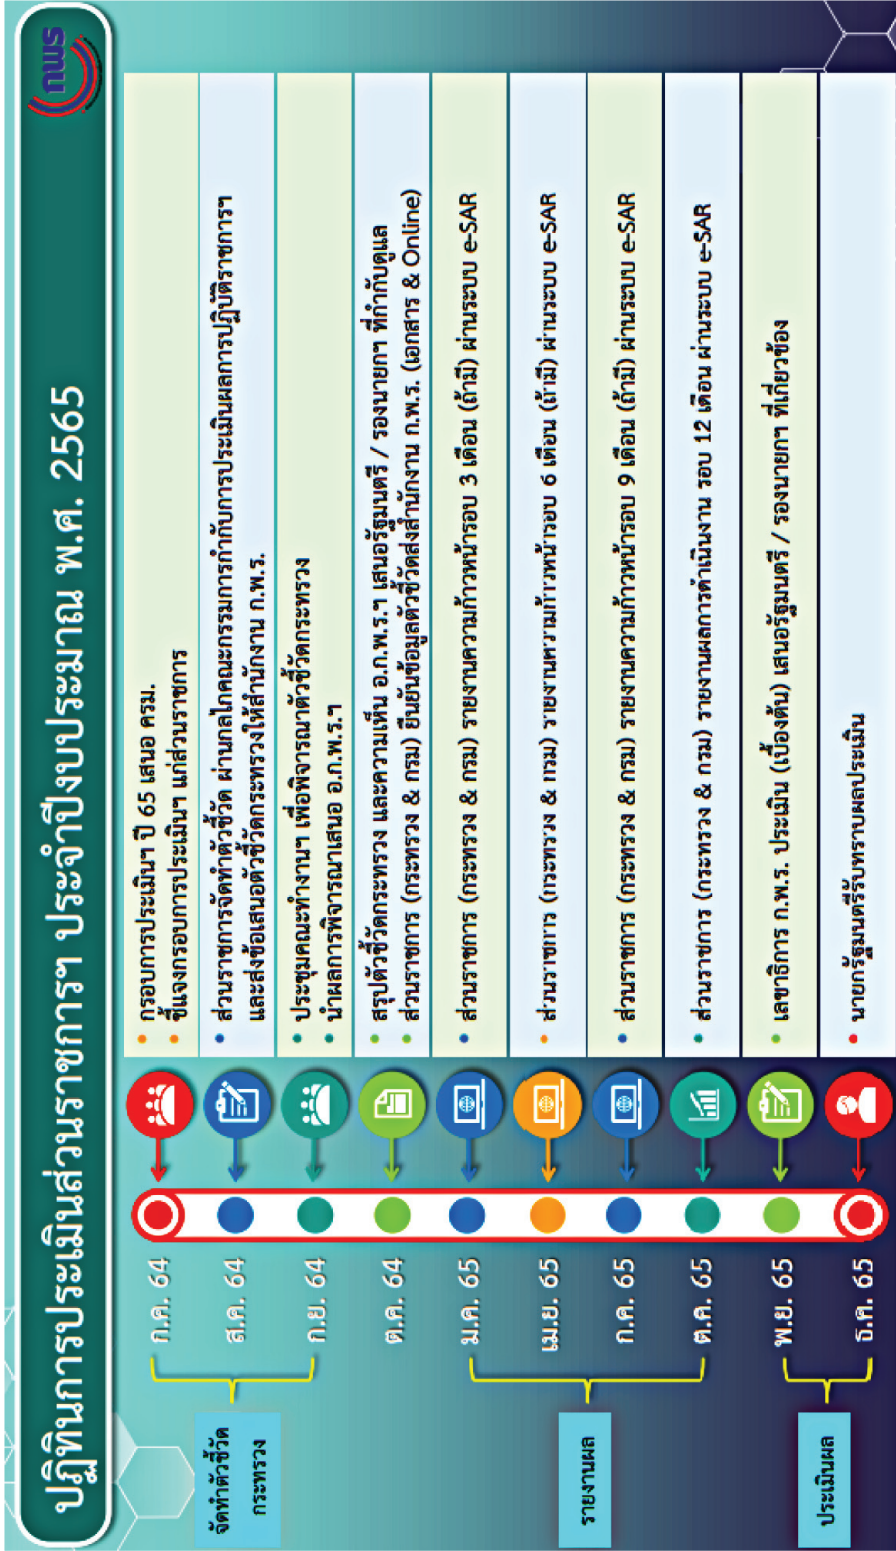 ปฏิทินการประเมินส่วนราชการฯ ประจำปีงบประมาณ พ.ศ. 2565
กพร
จัดทำตัวชี้วัด
กระทรวง
ก.ค. 64
กรอบการประเมินฯ ปี 65 เสนอ ครม.
ชี้แจงกรอบการประเมินฯ แก่ส่วนราชการ
ส.ค. 64
ส่วนราชการจัดทำตัวชี้วัด ผ่านกลไกคณะกรรมการกำกับการประเมินผลการปฏิบัติราชการฯ
และส่งข้อเสนอตัวชี้วัดกระทรวงให้สำนักงาน ก.พ.ร.
ก.ย. 64
ประชุมคณะทำงานฯ เพื่อพิจารณาตัวชี้วัดกระทรวง
นำผลการพิจารณาเสนอ อ.ก.พ.ร.ฯ
ต.ค. 64
สรุปตัวชี้วัดกระทรวง และความเห็น อ.ก.พ.ร.ฯ เสนอรัฐมนตรี / รองนายกฯ ที่กำกับดูแล
ส่วนราชการ (กระทรวง & กรม) ยืนยันข้อมูลตัวชี้วัดส่งสำนักงาน ก.พ.ร. (เอกสาร & Online)
รายงานผล
ม.ค. 65
ส่วนราชการ (กระทรวง & กรม) รายงานความก้าวหน้ารอบ 3 เดือน (ถ้ามี) ผ่านระบบ e-SAR
เม.ย. 65
ส่วนราชการ (กระทรวง & กรม) รายงานความก้าวหน้ารอบ 6 เดือน (ถ้ามี) ผ่านระบบ e-SAR
ก.ค. 65
ส่วนราชการ (กระทรวง & กรม) รายงานความก้าวหน้ารอบ 9 เดือน (ถ้ามี) ผ่านระบบ e-SAR
ต.ค. 65
ส่วนราชการ (กระทรวง & กรม) รายงานผลการดำเนินงาน รอบ 12 เดือน ผ่านระบบ e-SAR
ประเมินผล
พ.ย. 65
เลขาธิการ ก.พ.ร. ประเมิน (เบื้องต้น) เสนอรัฐมนตรี / รองนายกฯ ที่เกี่ยวข้อง
ธ.ค. 65
นายกรัฐมนตรีรับทราบผลประเมิน